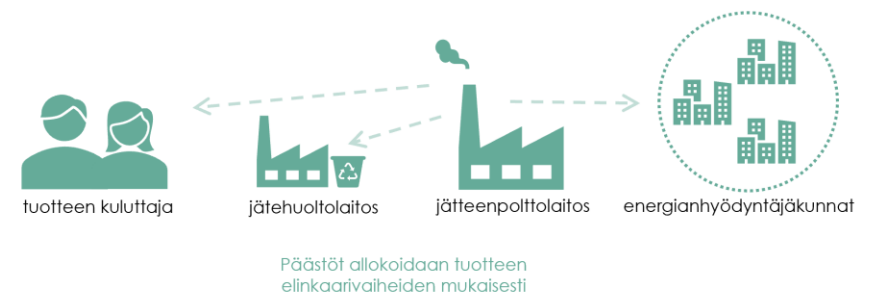 tuotteen kuluttaja
jätehuoltolaitos
jätteenpolttolaitos
energianhyödyntäjäkunnat
Päästöt allokoidaan tuotteen
elinkaarivaiheiden mukaisesti